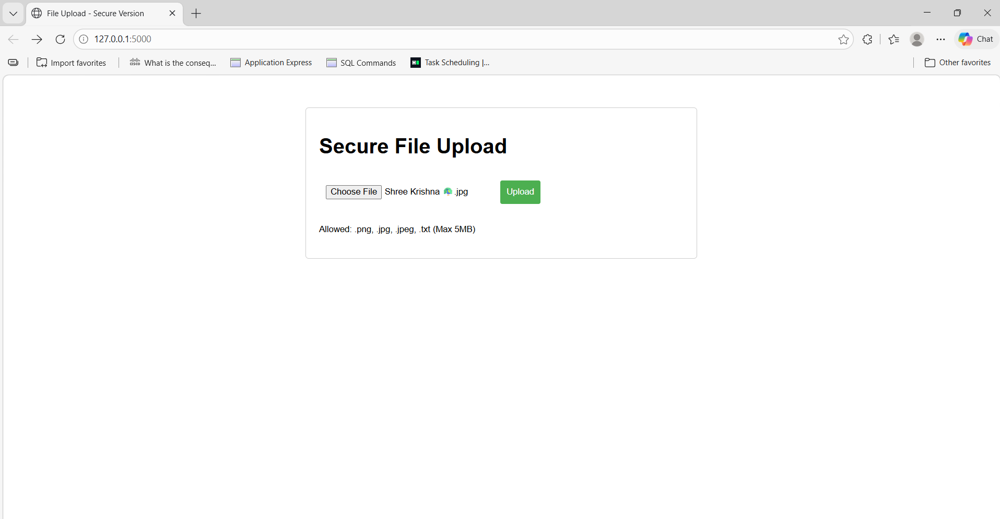 File Upload - Secure Version
127.0.0.1:5000
Chat
Import favorites
cisco What is the conseq...
Application Express
SQL Commands
H Task Scheduling |...
Other favorites
Secure File Upload
Choose File Shree Krishna 🦚.jpg
Upload
Allowed: .png, .jpg, .jpeg, .txt (Max 5MB)